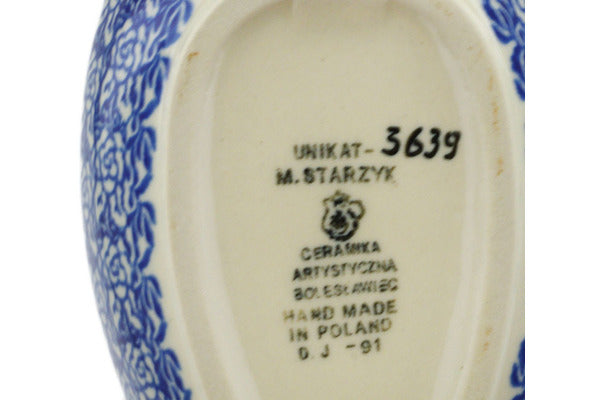 UNIKAT- 3639
M. STARZYK
CERAMIKA
ARTYSTYCZNA
BOLESŁAWIEC
HAND MADE
IN POLAND
D.J -91